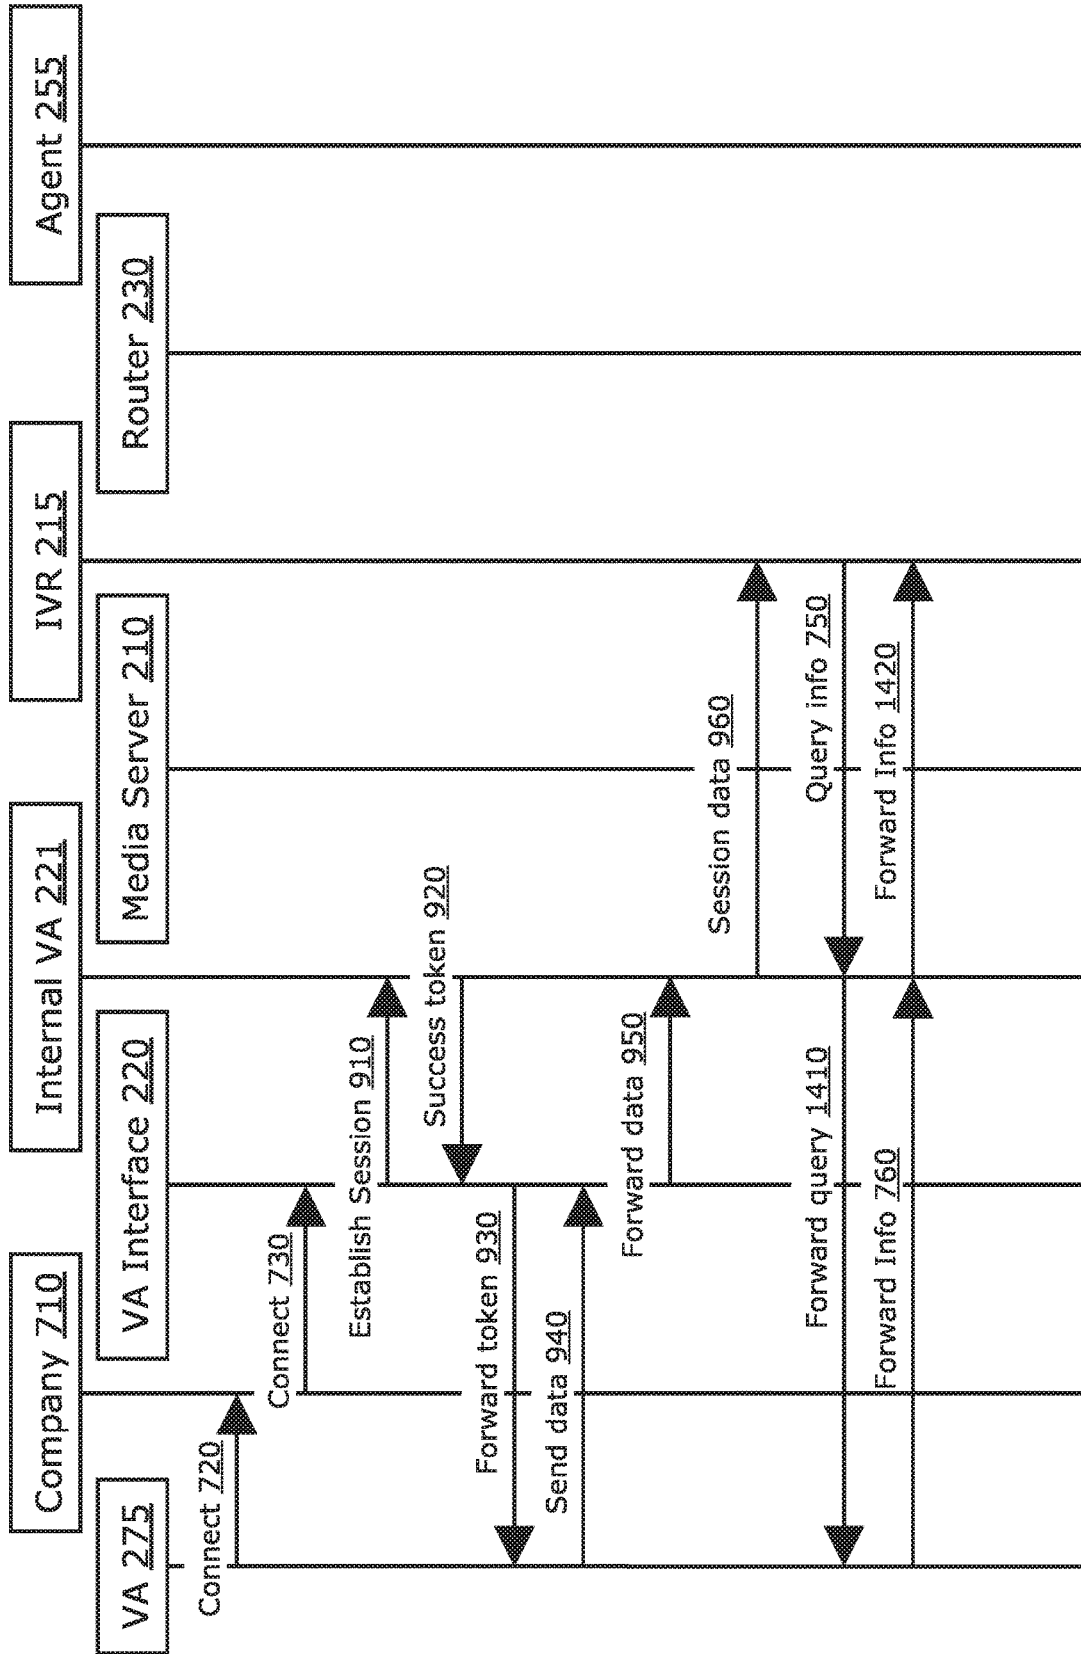 VA 275
Company 710
VA Interface 220
Internal VA 221
Media Server 210
IVR 215
Router 230
Agent 255
Connect 720
Connect 730
Establish Session 910
Success token 920
Forward token 930
Send data 940
Forward data 950
Session data 960
Query info 750
Forward query 1410
Forward Info 760
Forward Info 1420